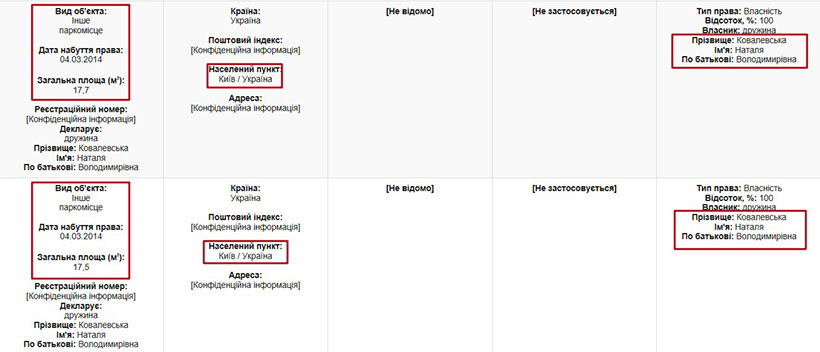 Вид об'єкта:
Інше
паркомісце
Дата набуття права:
04.03.2014
Загальна площа (м²):
17,7
Реєстраційний номер:
[Конфіденційна інформація]
Декларує:
дружина
Прізвище: Ковалевська
Ім'я: Наталя
По батькові: Володимирівна
Країна:
Україна
Поштовий індекс:
[Конфіденційна інформація]
Населений пункт:
Київ / Україна
Адреса:
[Конфіденційна інформація]
[Не відомо]
[Не застосовується]
Тип права: Власність
Відсоток, %: 100
Власник: дружина
Прізвище: Ковалевська
Ім'я: Наталя
По батькові: Володимирівна
Вид об'єкта:
Інше
паркомісце
Дата набуття права:
04.03.2014
Загальна площа (м²):
17,5
Реєстраційний номер:
[Конфіденційна інформація]
Декларує:
дружина
Прізвище: Ковалевська
Ім'я: Наталя
По батькові: Володимирівна
Країна:
Україна
Поштовий індекс:
[Конфіденційна інформація]
Населений пункт:
Київ / Україна
Адреса:
[Конфіденційна інформація]
[Не відомо]
[Не застосовується]
Тип права: Власність
Відсоток, %: 100
Власник: дружина
Прізвище: Ковалевська
Ім'я: Наталя
По батькові: Володимирівна